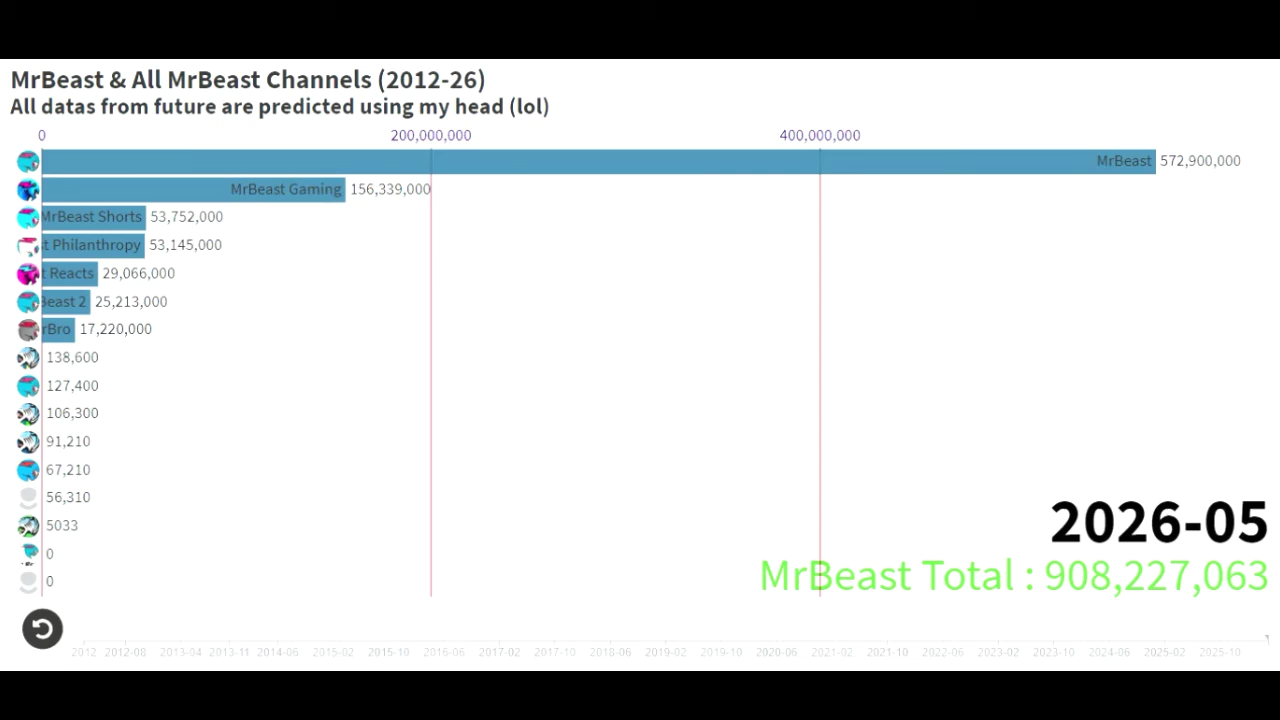 MrBeast & All MrBeast Channels (2012-26)
All datas from future are predicted using my head (lol)
0 200,000,000 400,000,000
MrBeast 572,900,000
MrBeast Gaming 156,339,000
MrBeast Shorts 53,752,000
t Philanthropy 53,145,000
t Reacts 29,066,000
Beast 2 25,213,000
rBro 17,220,000
138,600
127,400
106,300
91,210
67,210
56,310
5033
0
0
2026-05
MrBeast Total : 908,227,063
2012 2012-08 2013-04 2013-11 2014-06 2015-02 2015-10 2016-06 2017-02 2017-10 2018-06 2019-02 2019-10 2020-06 2021-02 2021-10 2022-06 2023-02 2023-10 2024-06 2025-02 2025-10